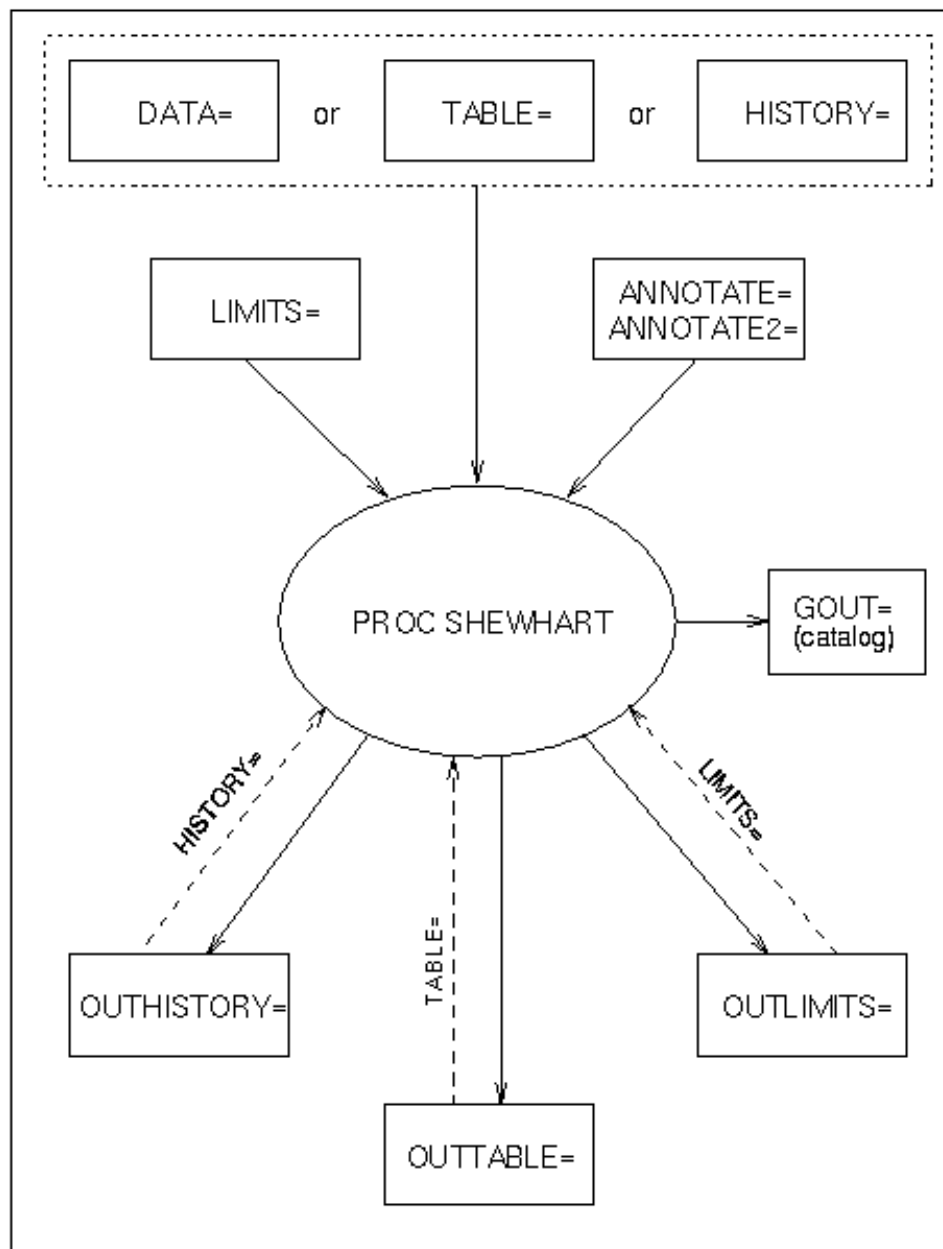 DATA= or TABLE= or HISTORY=
LIMITS=
ANNOTATE=
ANNOTATE2=
PROC SHEWHART
GOUT=
(catalog)
HISTORY=
TABLE=
LIMITS=
OUTHISTORY=
OUTLIMITS=
OUTTABLE=